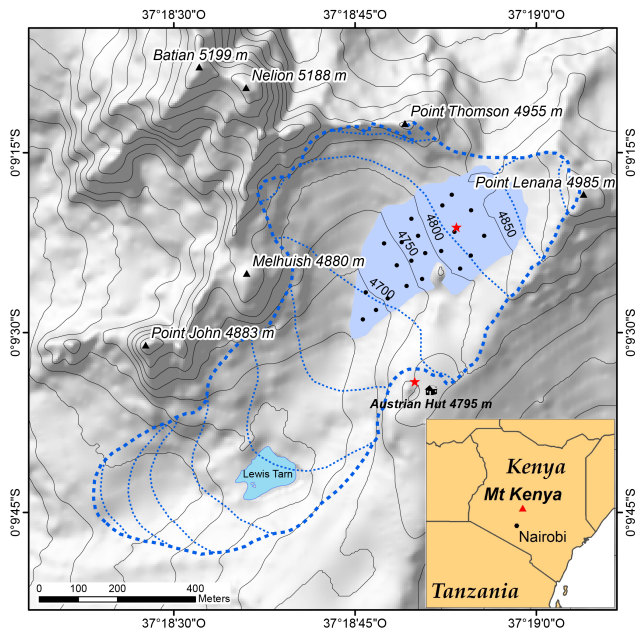 37°18'30"E 37°18'45"E 37°19'0"E
Batian 5199 m
Nelion 5188 m
Point Thomson 4955 m
0°9'15"S 0°9'15"S
Point Lenana 4985 m
4850
4800
4750
Melhuish 4880 m
4700
0°9'30"S 0°9'30"S
Point John 4883 m
Austrian Hut 4795 m
Lewis Tarn
Kenya
Mt Kenya
Nairobi
Tanzania
0°9'45"S 0°9'45"S
0 100 200 400
Meters
37°18'30"E 37°18'45"E 37°19'0"E